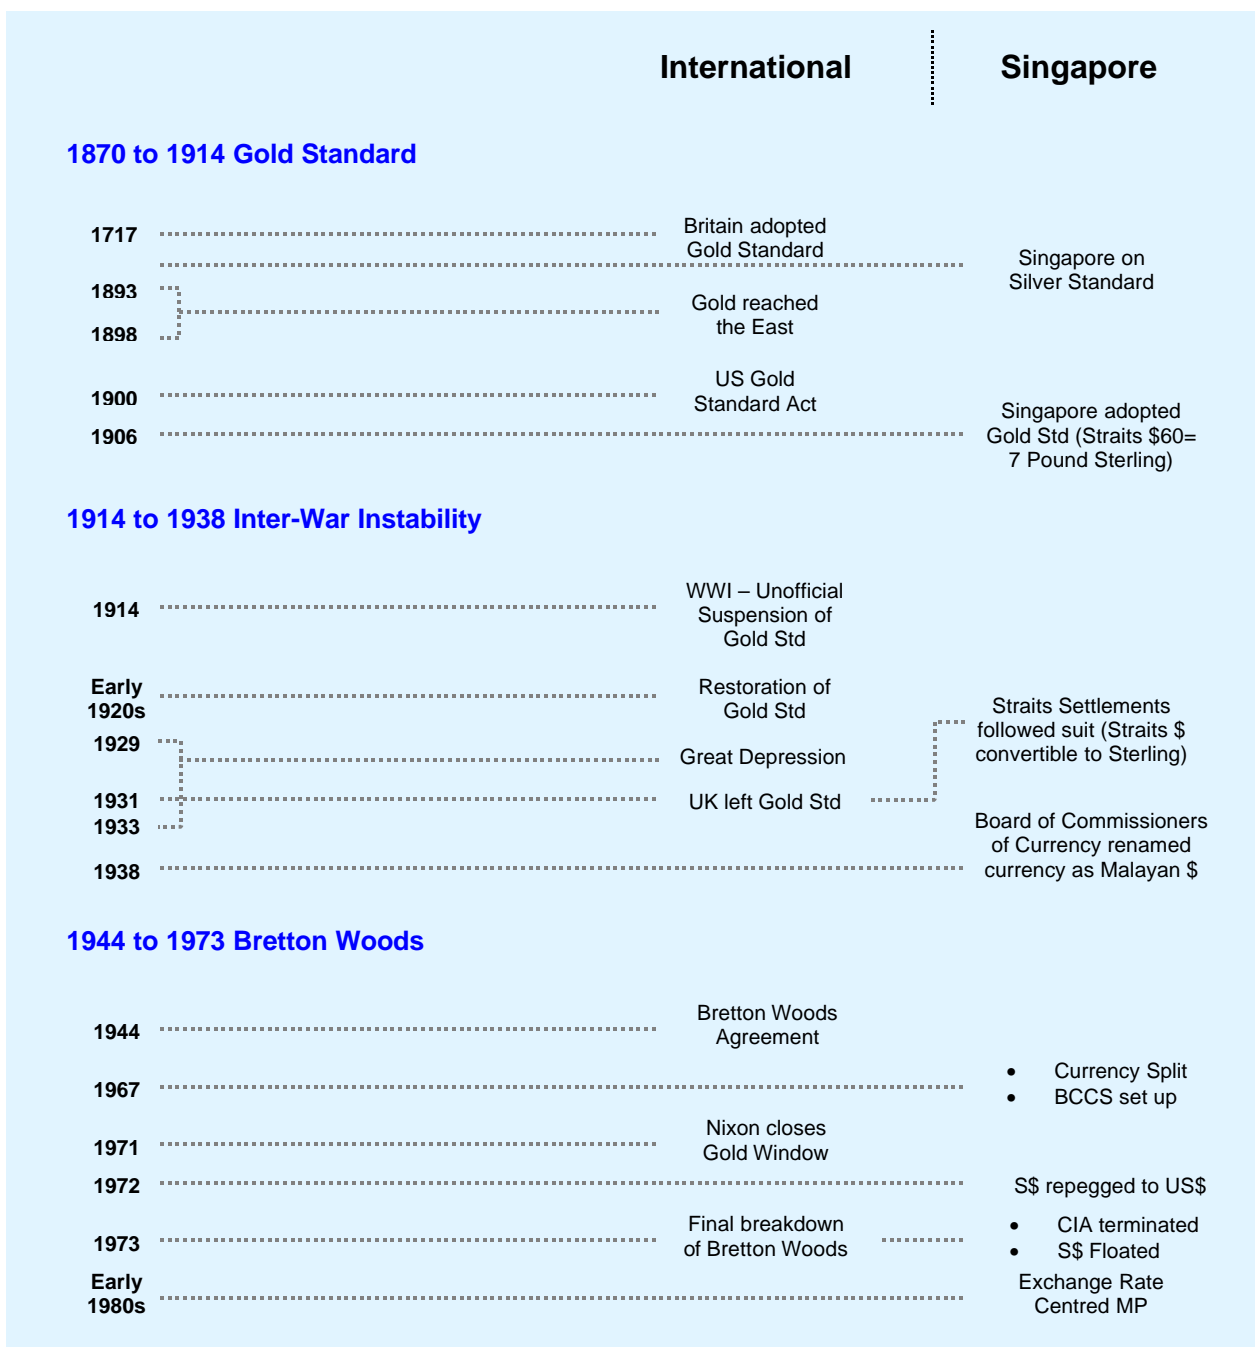 International Singapore
1870 to 1914 Gold Standard
1717
Britain adopted
Gold Standard
Singapore on
Silver Standard
1893
1898
Gold reached
the East
1900
US Gold
Standard Act
1906
Singapore adopted
Gold Std (Straits $60=
7 Pound Sterling)
1914 to 1938 Inter-War Instability
1914
WWI – Unofficial
Suspension of
Gold Std
Early
1920s
Restoration of
Gold Std
1929
1933
Great Depression
1931
UK left Gold Std
Straits Settlements
followed suit (Straits $
convertible to Sterling)
1938
Board of Commissioners
of Currency renamed
currency as Malayan $
1944 to 1973 Bretton Woods
1944
Bretton Woods
Agreement
1967
• Currency Split
• BCCS set up
1971
Nixon closes
Gold Window
1972
S$ repegged to US$
1973
Final breakdown
of Bretton Woods
• CIA terminated
• S$ Floated
Early
1980s
Exchange Rate
Centred MP